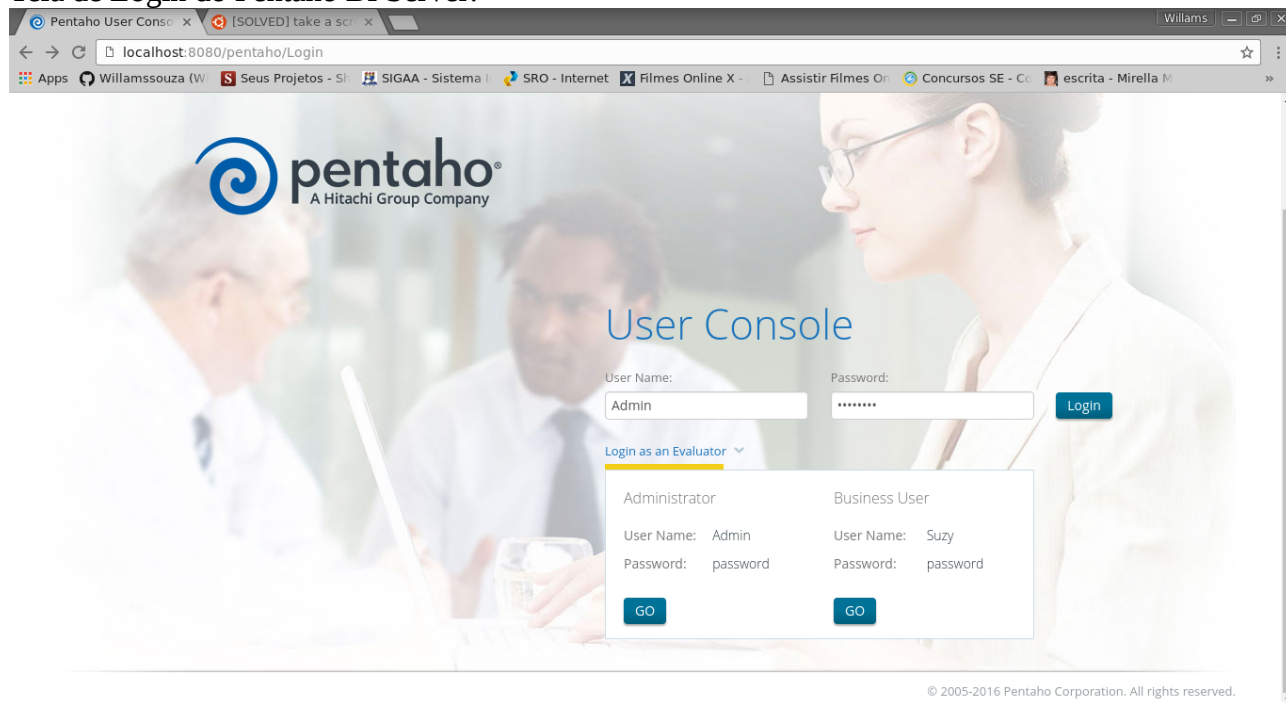 Tela de Login do Pentaho BI Server:
Pentaho User Conso
[SOLVED] take a scr
Willams
localhost:8080/pentaho/Login
Apps Willamssouza (Wi Seus Projetos - Sh SIGAA - Sistema I SRO - Internet Filmes Online X - Assistir Filmes On Concursos SE - Co escrita - Mirella M »
pentaho®
A Hitachi Group Company
User Console
User Name: Password:
Admin •••••••• Login
Login as an Evaluator
Administrator Business User
User Name: Admin User Name: Suzy
Password: password Password: password
GO GO
© 2005-2016 Pentaho Corporation. All rights reserved.